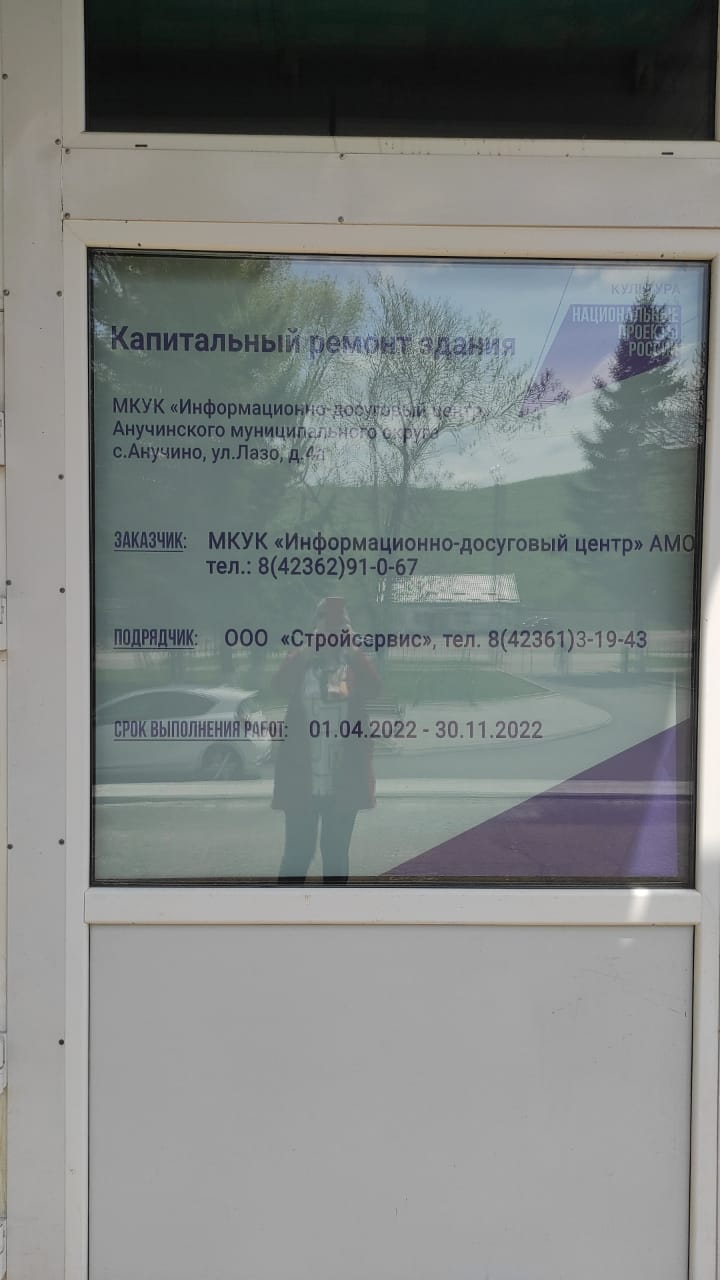 КУЛЬТУРА
НАЦИОНАЛЬНЫЕ
ПРОЕКТЫ
РОССИИ
Капитальный ремонт здания
МКУК «Информационно-досуговый центр»
Анучинского муниципального округа
с.Анучино, ул.Лазо, д.4а
ЗАКАЗЧИК: МКУК «Информационно-досуговый центр» АМО
тел.: 8(42362)91-0-67
ПОДРЯДЧИК: ООО «Стройсервис», тел. 8(42361)3-19-43
СРОК ВЫПОЛНЕНИЯ РАБОТ: 01.04.2022 - 30.11.2022